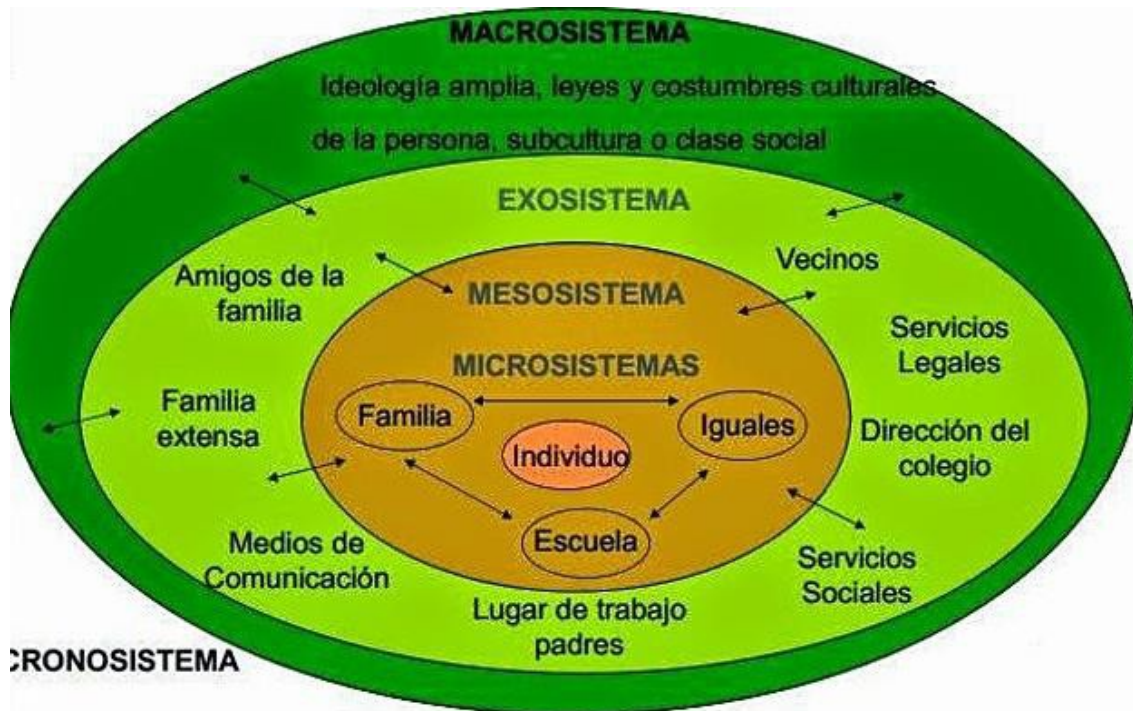 MACROSISTEMA
Ideología amplia, leyes y costumbres culturales
de la persona, subcultura o clase social
EXOSISTEMA
Amigos de la
familia
Vecinos
MESOSISTEMA
Servicios
Legales
MICROSISTEMAS
Familia
extensa
Familia
Iguales
Individuo
Dirección del
colegio
Escuela
Medios de
Comunicación
Servicios
Sociales
Lugar de trabajo
padres
CRONOSISTEMA